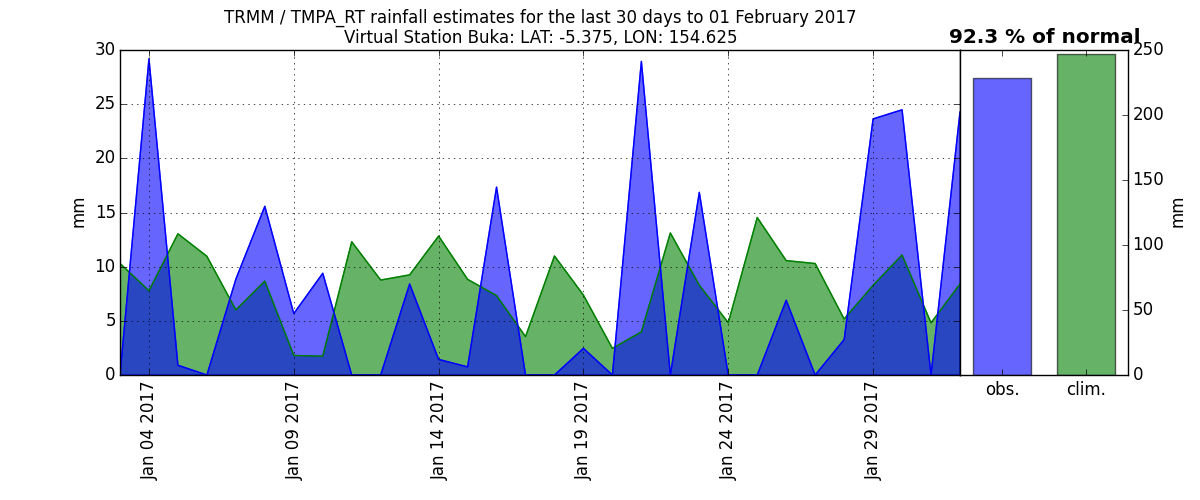 TRMM / TMPA_RT rainfall estimates for the last 30 days to 01 February 2017
Virtual Station Buka: LAT: -5.375, LON: 154.625
92.3 % of normal
30
25
20
15
10
5
0
mm
Jan 04 2017
Jan 09 2017
Jan 14 2017
Jan 19 2017
Jan 24 2017
Jan 29 2017
250
200
150
100
50
0
mm
obs.
clim.